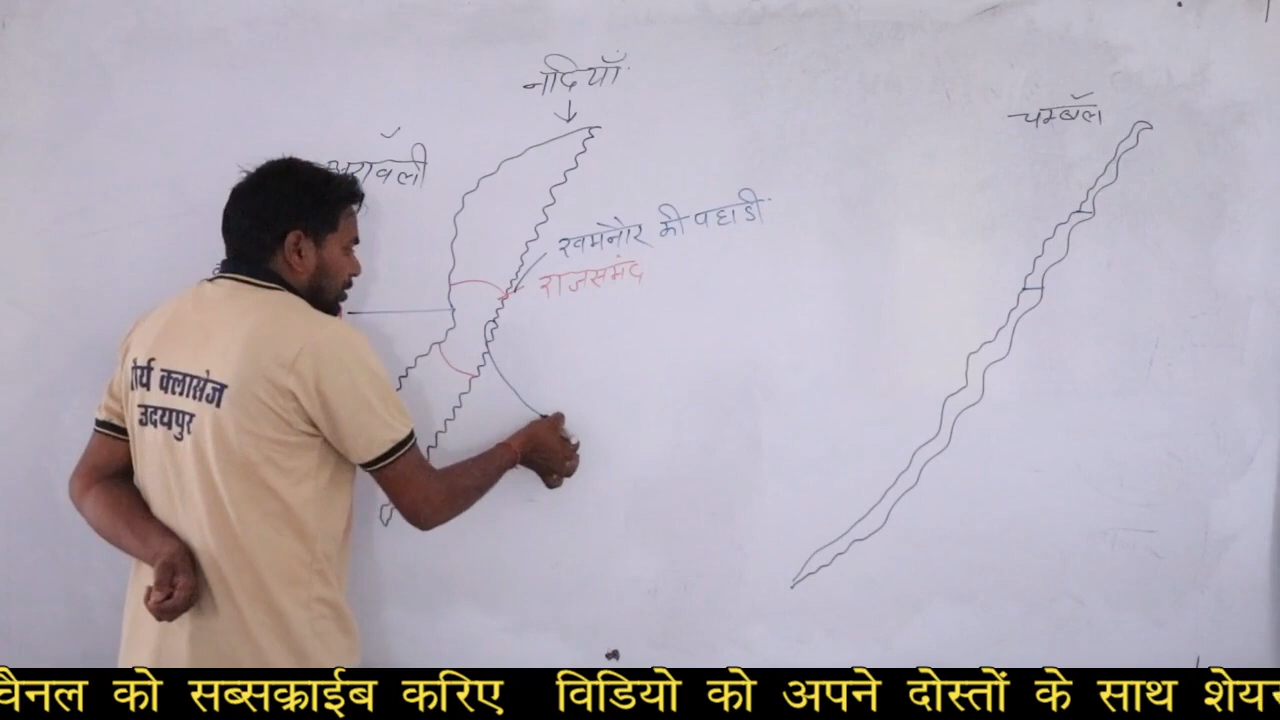 नदियाँ
चम्बल
अरावली
खमनौर की पहाडी
राजसमंद
क्लासेज
उदयपुर
चैनल को सब्सक्राईब करिए विडियो को अपने दोस्तों के साथ शेयर